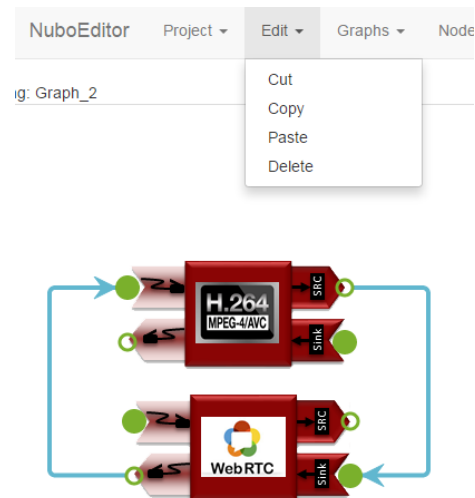 NuboEditor Project Edit Graphs Node
ng: Graph_2
Cut
Copy
Paste
Delete
SRC
H.264
MPEG-4/AVC
Sink
SRC
WebRTC
Sink